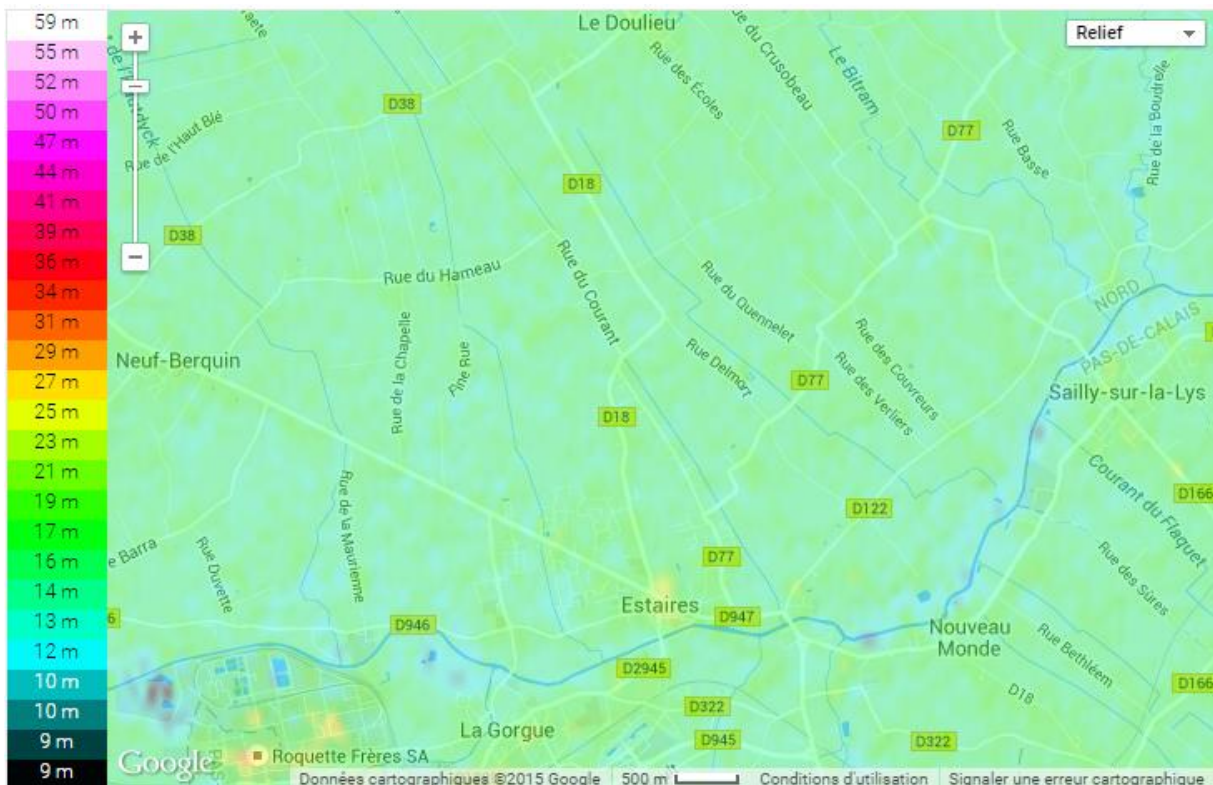 59 m
55 m
52 m
50 m
47 m
44 m
41 m
39 m
36 m
34 m
31 m
29 m
27 m
25 m
23 m
21 m
19 m
17 m
16 m
14 m
13 m
12 m
10 m
10 m
9 m
9 m
+
−
Relief
Le Doulieu
Rue du Crusobeau
Rue des Écoles
Le Bitram
Rue de la Boudrelle
Rue Basse
D38
D77
Rue de l'Haut Blé
D18
D38
Rue du Hameau
Rue du Courant
Rue du Quennelet
NORD
PAS-DE-CALAIS
Neuf-Berquin
Rue de la Chapelle
Fine Rue
Rue Delmort
Rue des Couvreurs
Rue des Verliers
D77
Sailly-sur-la-Lys
D18
Courant du Flaquet
D166
D122
Rue de la Maurienne
Barra
Rue Duvette
D77
Rue des Sûres
Estaires
D946
D947
Nouveau
Monde
Rue Bethléem
D2945
D166
D18
D322
La Gorgue
D945
D322
Roquette Frères SA
Google
Données cartographiques ©2015 Google
500 m
Conditions d'utilisation
Signaler une erreur cartographique